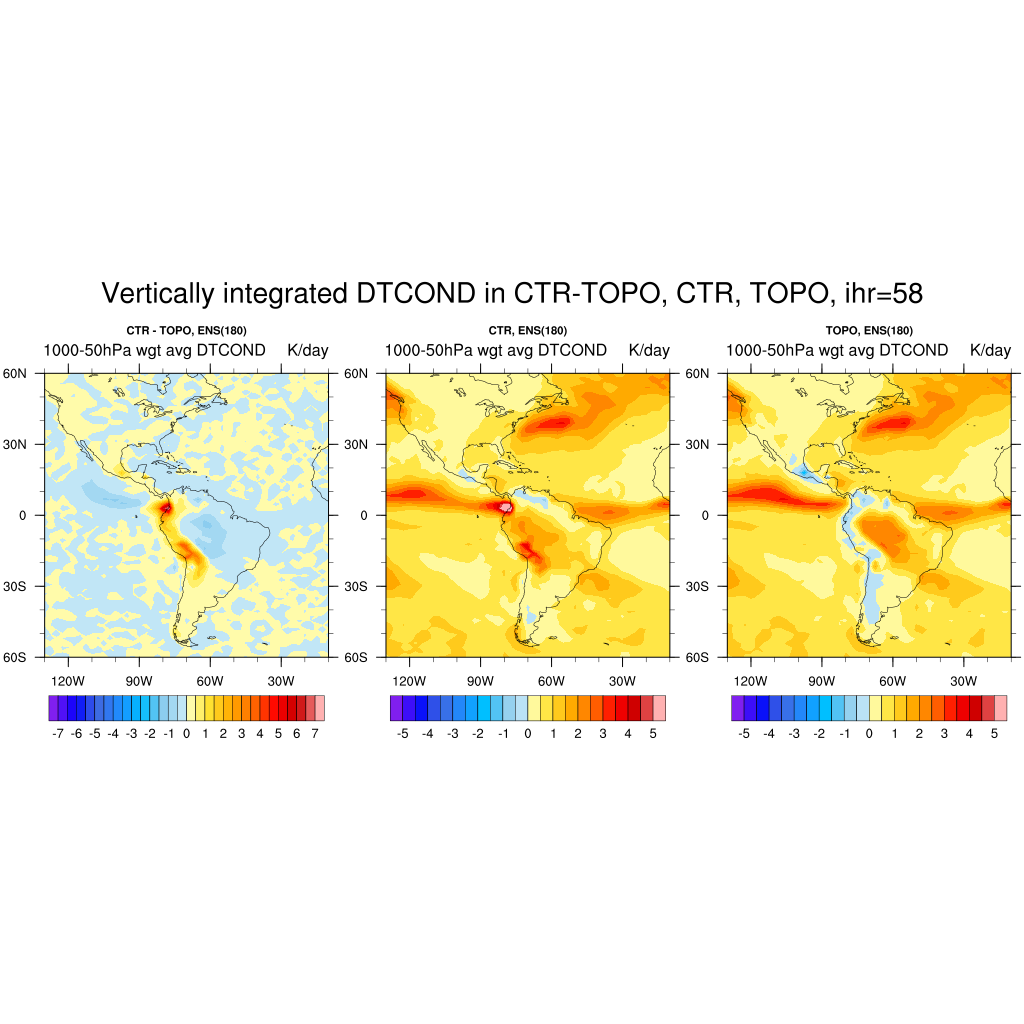 Vertically integrated DTCOND in CTR-TOPO, CTR, TOPO, ihr=58
CTR - TOPO, ENS(180)
1000-50hPa wgt avg DTCOND K/day
60N
30N
0
30S
60S
120W 90W 60W 30W
-7 -6 -5 -4 -3 -2 -1 0 1 2 3 4 5 6 7
CTR, ENS(180)
1000-50hPa wgt avg DTCOND K/day
60N
30N
0
30S
60S
120W 90W 60W 30W
-5 -4 -3 -2 -1 0 1 2 3 4 5
TOPO, ENS(180)
1000-50hPa wgt avg DTCOND K/day
60N
30N
0
30S
60S
120W 90W 60W 30W
-5 -4 -3 -2 -1 0 1 2 3 4 5